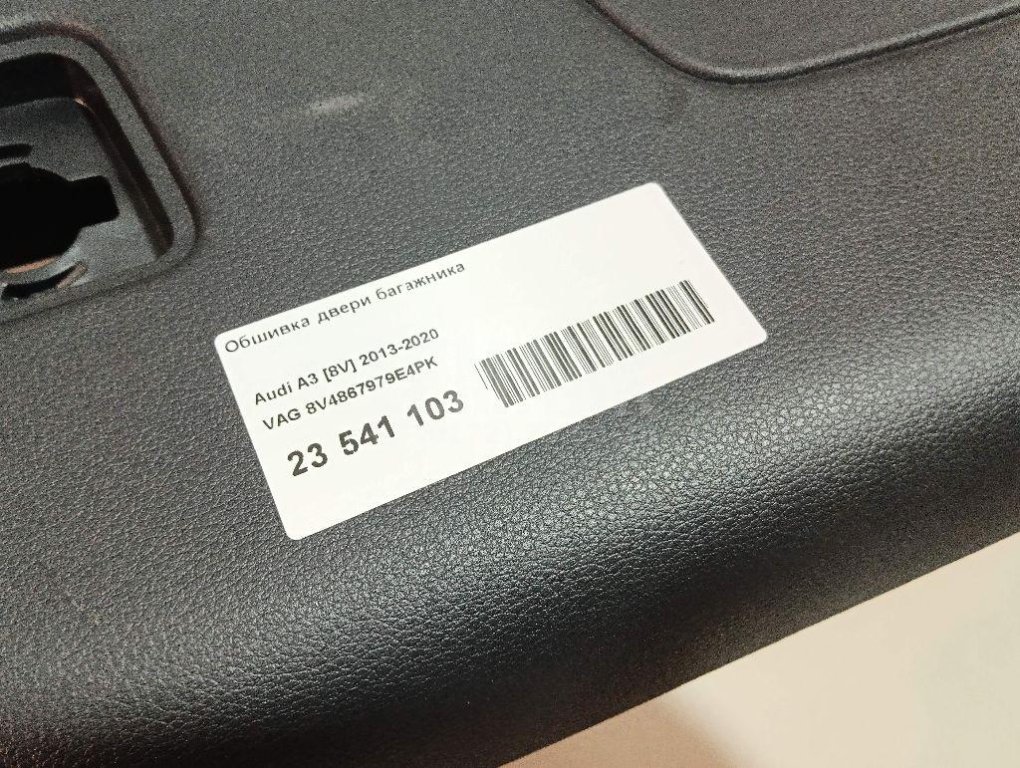 Обшивка двери багажника
Audi A3 [8V] 2013-2020
VAG 8V4867979E4PK
23 541 103